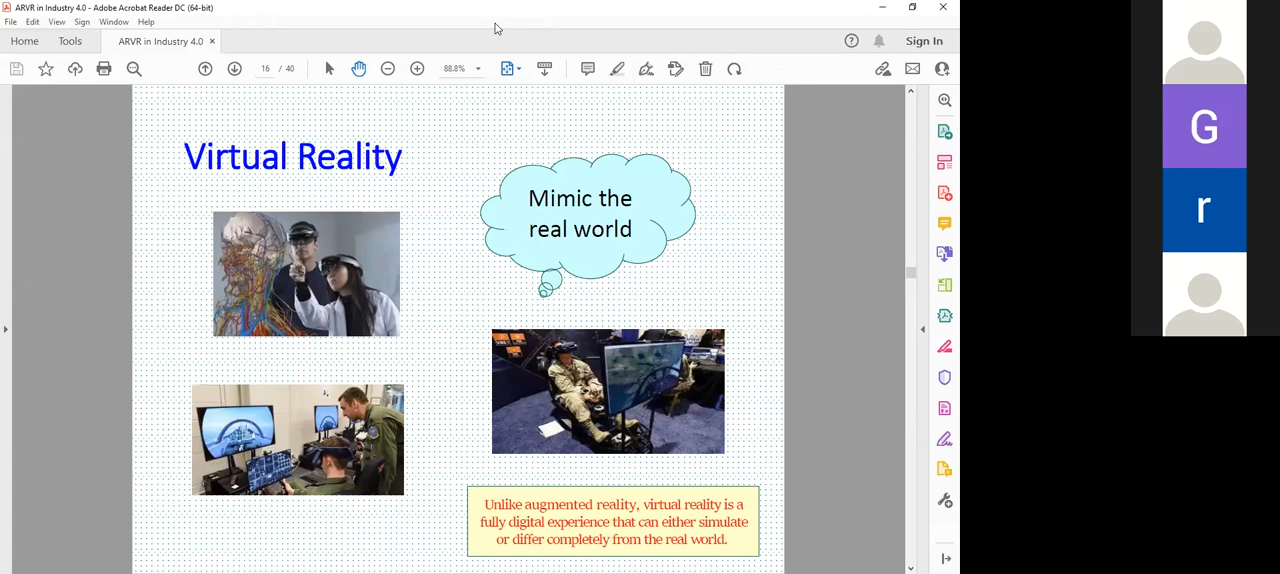 ARVR in Industry 4.0 - Adobe Acrobat Reader DC (64-bit)
File Edit View Sign Window Help
Home Tools ARVR in Industry 4.0 × Sign In
16 / 40 88.8%
Virtual Reality
Mimic the
real world
Unlike augmented reality, virtual reality is a
fully digital experience that can either simulate
or differ completely from the real world.
G
r